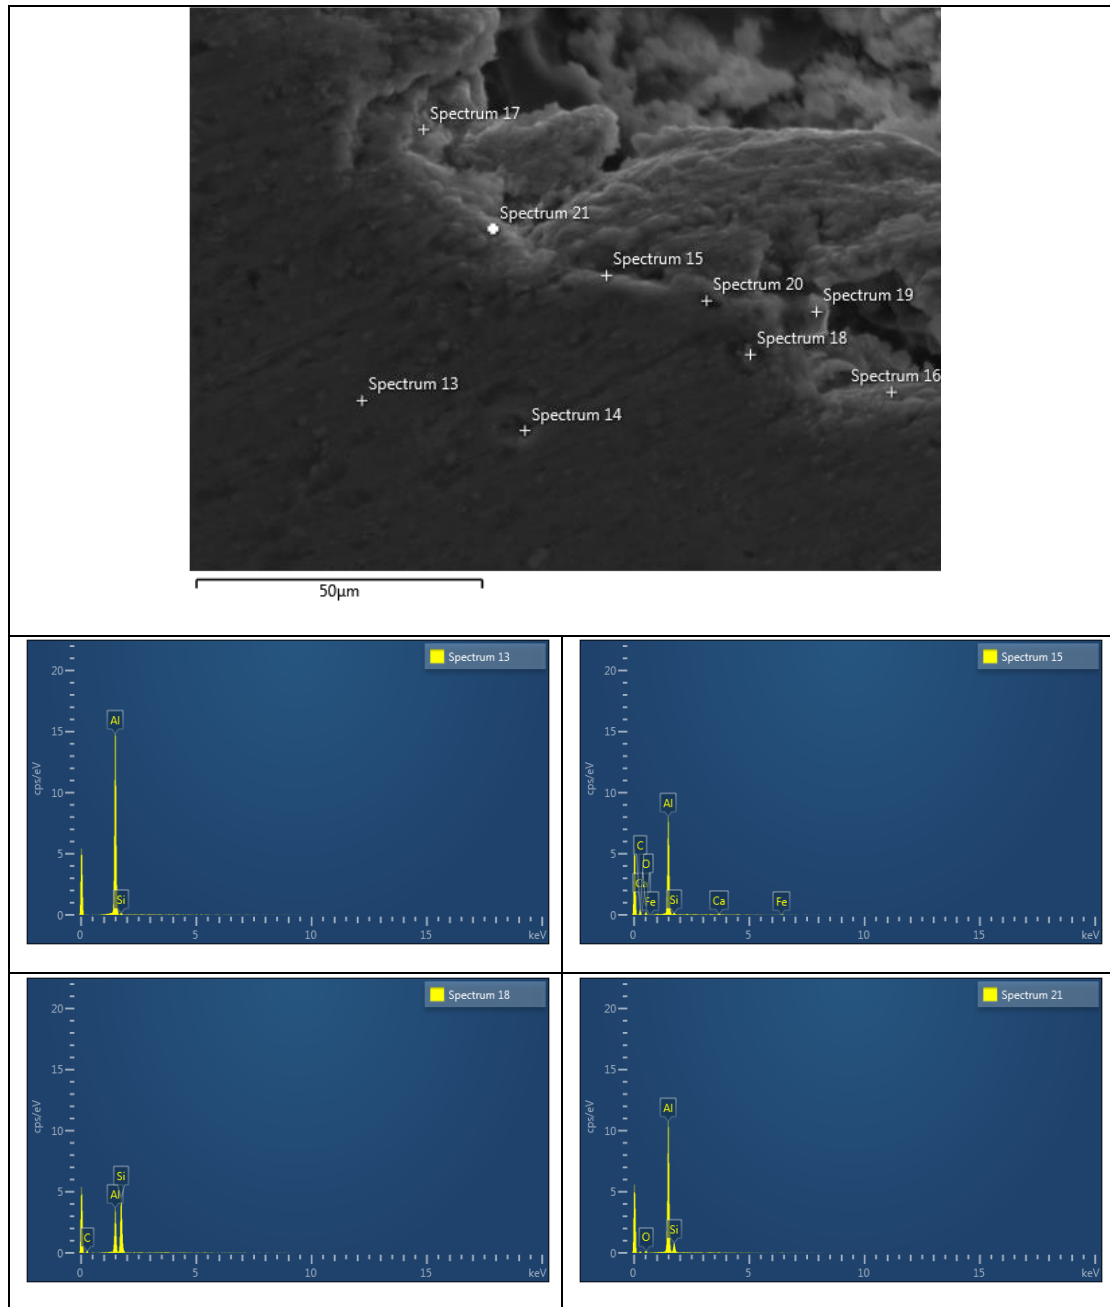 Spectrum 17
Spectrum 21
Spectrum 15
Spectrum 20
Spectrum 19
Spectrum 18
Spectrum 16
Spectrum 13
Spectrum 14
50µm
Spectrum 13
20
15
10
5
0
cps/eV
Al
Si
0 5 10 15 keV
Spectrum 15
20
15
10
5
0
cps/eV
Al
C
O
Ca
Fe
Si
Ca
Fe
0 5 10 15 keV
Spectrum 18
20
15
10
5
0
cps/eV
Si
Al
C
0 5 10 15 keV
Spectrum 21
20
15
10
5
0
cps/eV
Al
O
Si
0 5 10 15 keV